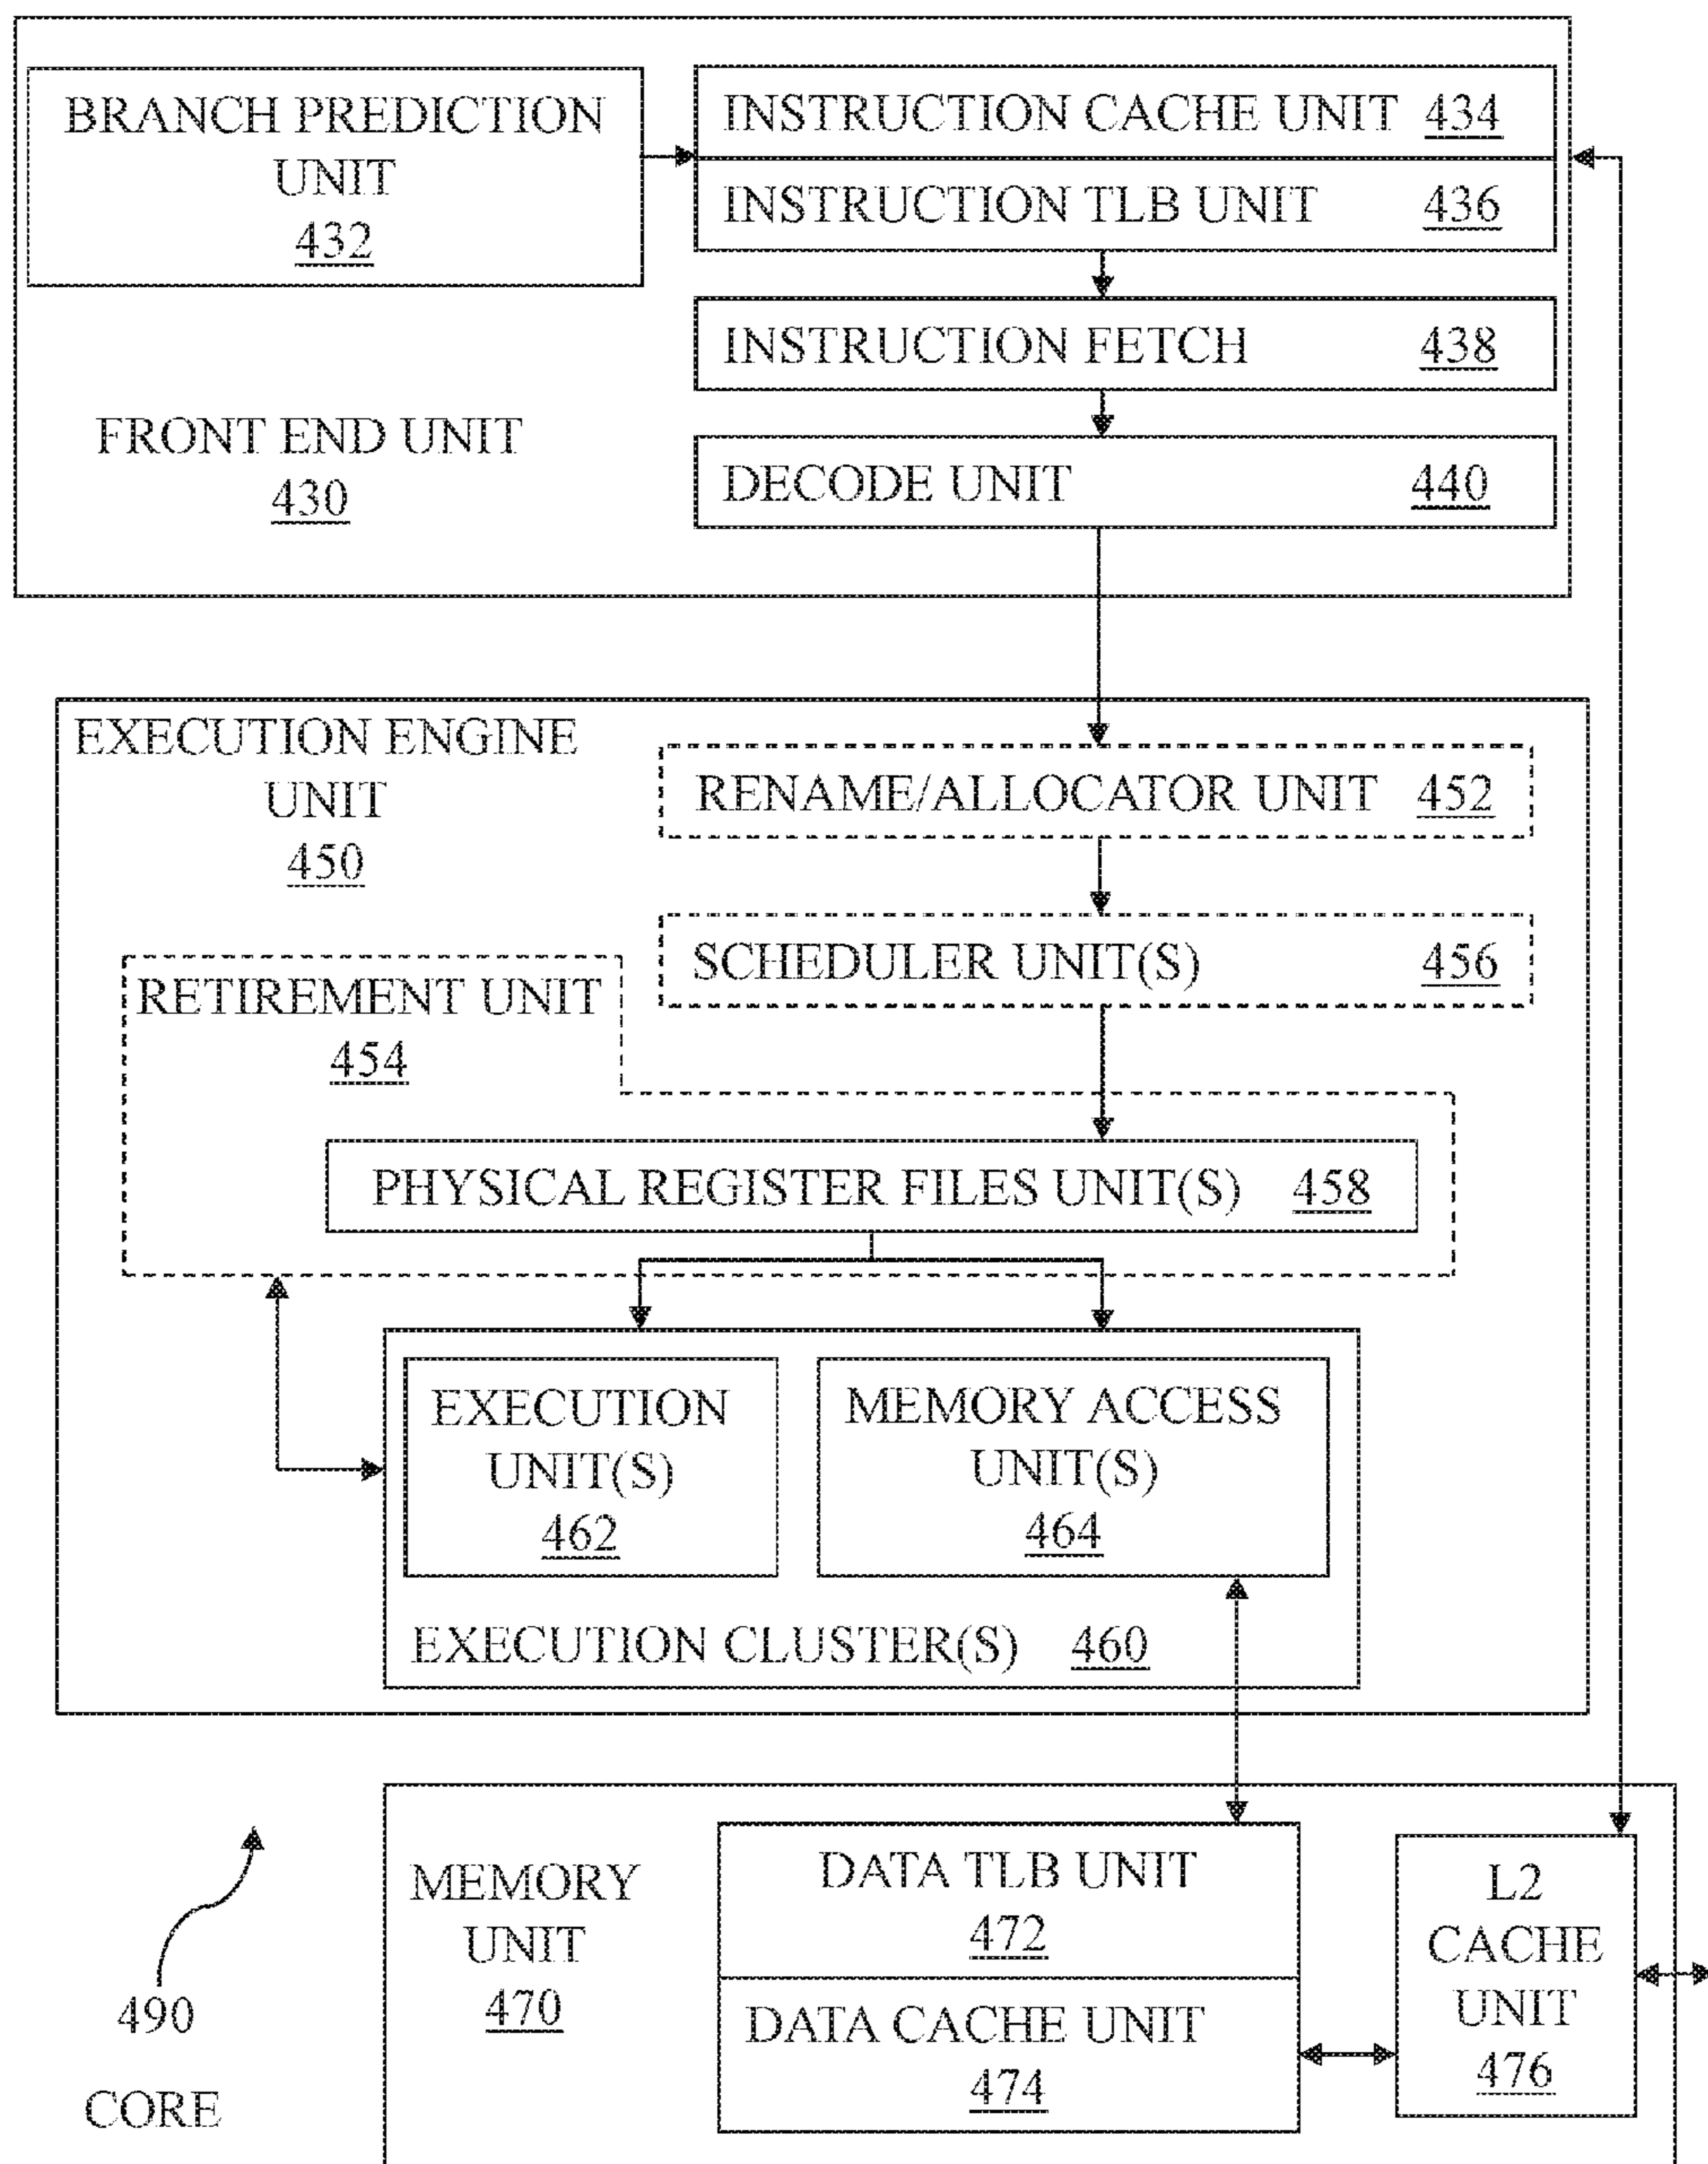 BRANCH PREDICTION
UNIT
432
INSTRUCTION CACHE UNIT 434
INSTRUCTION TLB UNIT 436
INSTRUCTION FETCH 438
FRONT END UNIT
430
DECODE UNIT 440
EXECUTION ENGINE
UNIT
450
RENAME/ALLOCATOR UNIT 452
SCHEDULER UNIT(S) 456
RETIREMENT UNIT
454
PHYSICAL REGISTER FILES UNIT(S) 458
EXECUTION
UNIT(S)
462
MEMORY ACCESS
UNIT(S)
464
EXECUTION CLUSTER(S) 460
MEMORY
UNIT
470
DATA TLB UNIT
472
DATA CACHE UNIT
474
L2
CACHE
UNIT
476
490
CORE